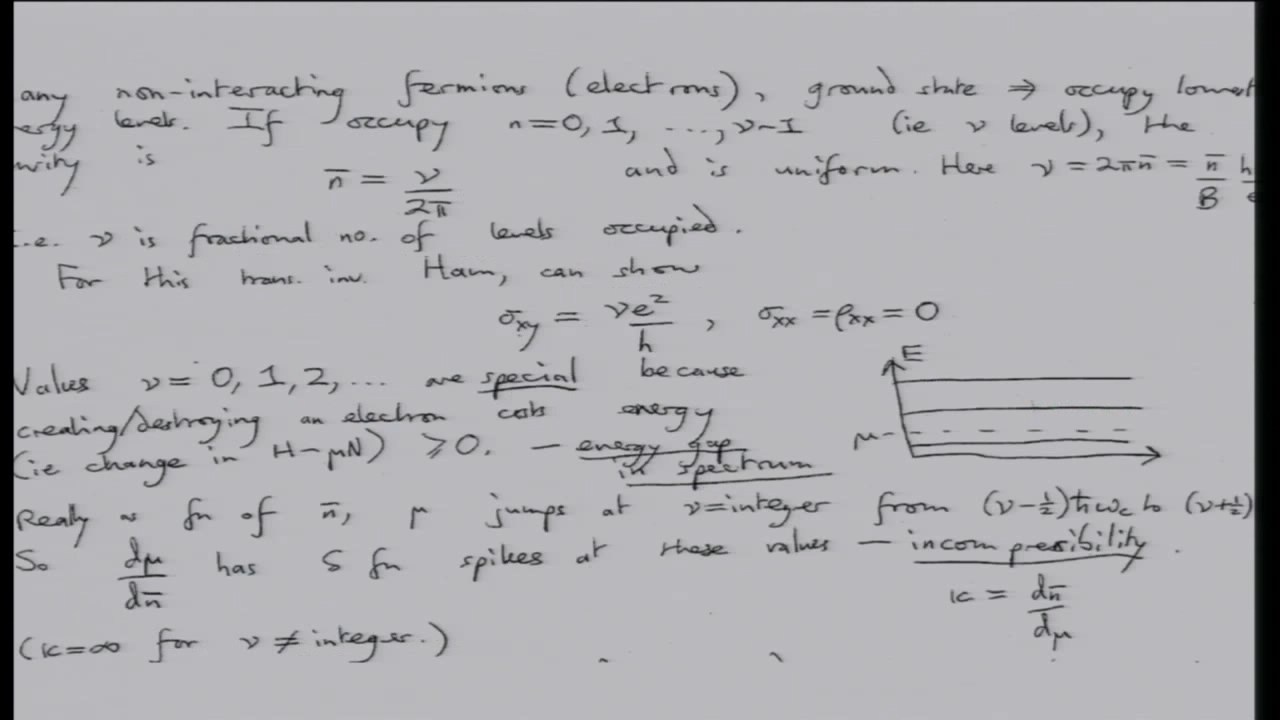 any non-interacting fermions (electrons), ground state ⇒ occupy lowest
ergy levels. If occupy n=0, 1, ..., ν-1 (ie ν levels), the
nsity is n̄ = ν/2π and is uniform. Here ν = 2πn̄ = n̄/B h/e
i.e. ν is fractional no. of levels occupied.
For this trans. inv. Ham, can show
σxy = νe²/h , σxx = ρxx = 0
Values ν = 0, 1, 2, ... are special because
creating/destroying an electron costs energy
(ie change in H-μN) ⩾ 0. — energy gap
in spectrum
E
μ
Really as fn of n̄, μ jumps at ν=integer from (ν-½)ħωc to (ν+½)
So dμ/dn̄ has δ fn spikes at these values — incompressibility.
κ = dn̄/dμ
(κ=∞ for ν ≠ integer.)